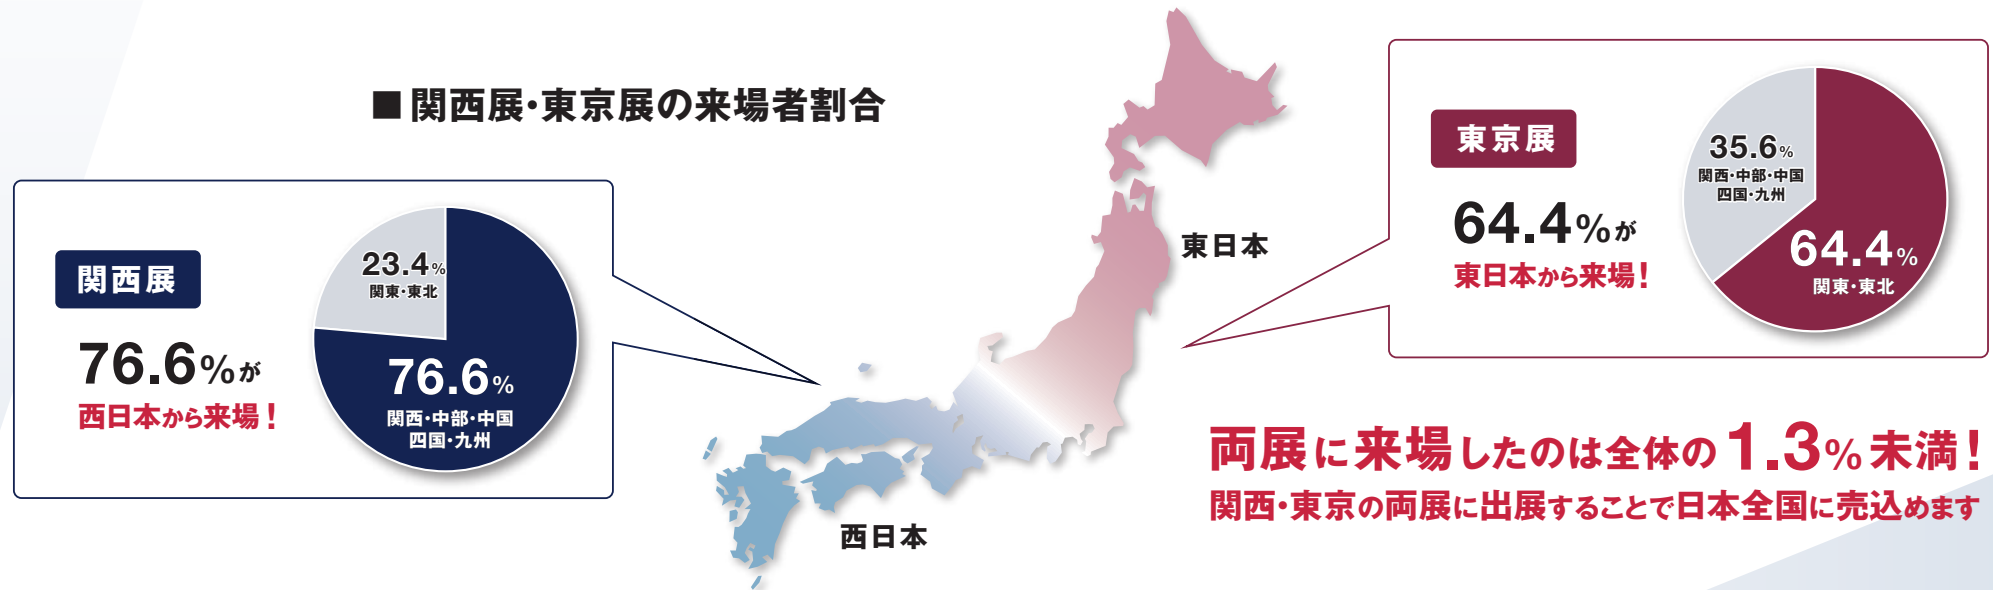 ■ 関西展・東京展の来場者割合
関西展
76.6%が
西日本から来場！
23.4%
関東・東北
76.6%
関西・中部・中国
四国・九州
東日本
西日本
東京展
64.4%が
東日本から来場！
35.6%
関西・中部・中国
四国・九州
64.4%
関東・東北
両展に来場したのは全体の1.3%未満！
関西・東京の両展に出展することで日本全国に売込めます